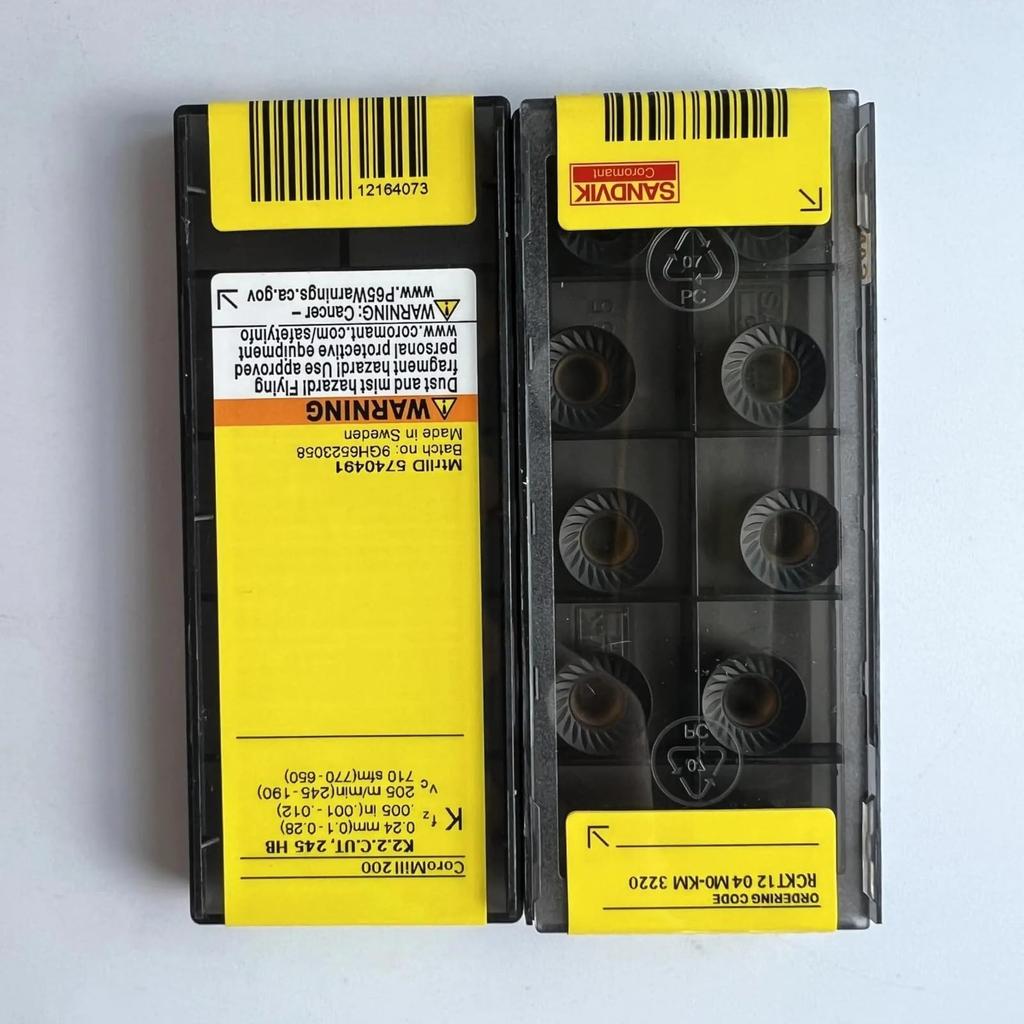 CoroMill 200
K2.2.C.UT, 245 HB
0.24 mm(0.1 - 0.28)
K fz .005 in(.001 - .012)
vc 205 m/min(245-190)
710 sfm(770-650)
MtrlID 5740491
Batch no: 9GH6523058
Made in Sweden
WARNING
Dust and mist hazard! Flying
fragment hazard! Use approved
personal protective equipment
www.coromant.com/safetyinfo
WARNING: Cancer –
www.P65Warnings.ca.gov
12164073
ORDERING CODE
RCKT 12 04 M0-KM 3220
07
PC
07
PC
SANDVIK
Coromant